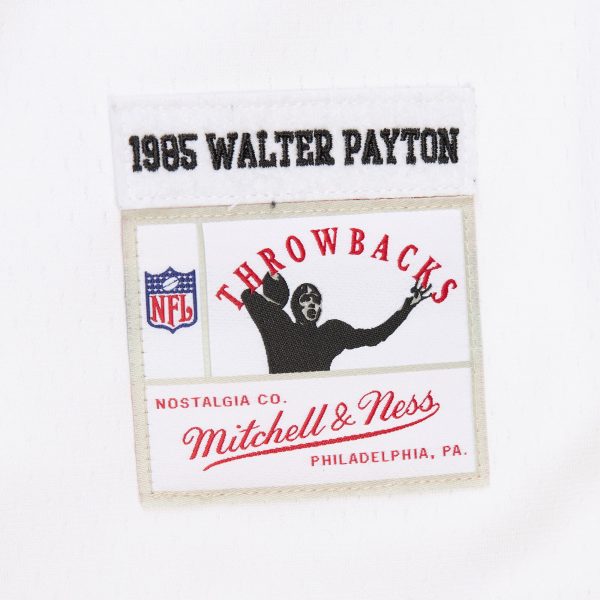 1985 WALTER PAYTON
THROWBACKS
NFL
NOSTALGIA CO.
Mitchell & Ness
PHILADELPHIA, PA.